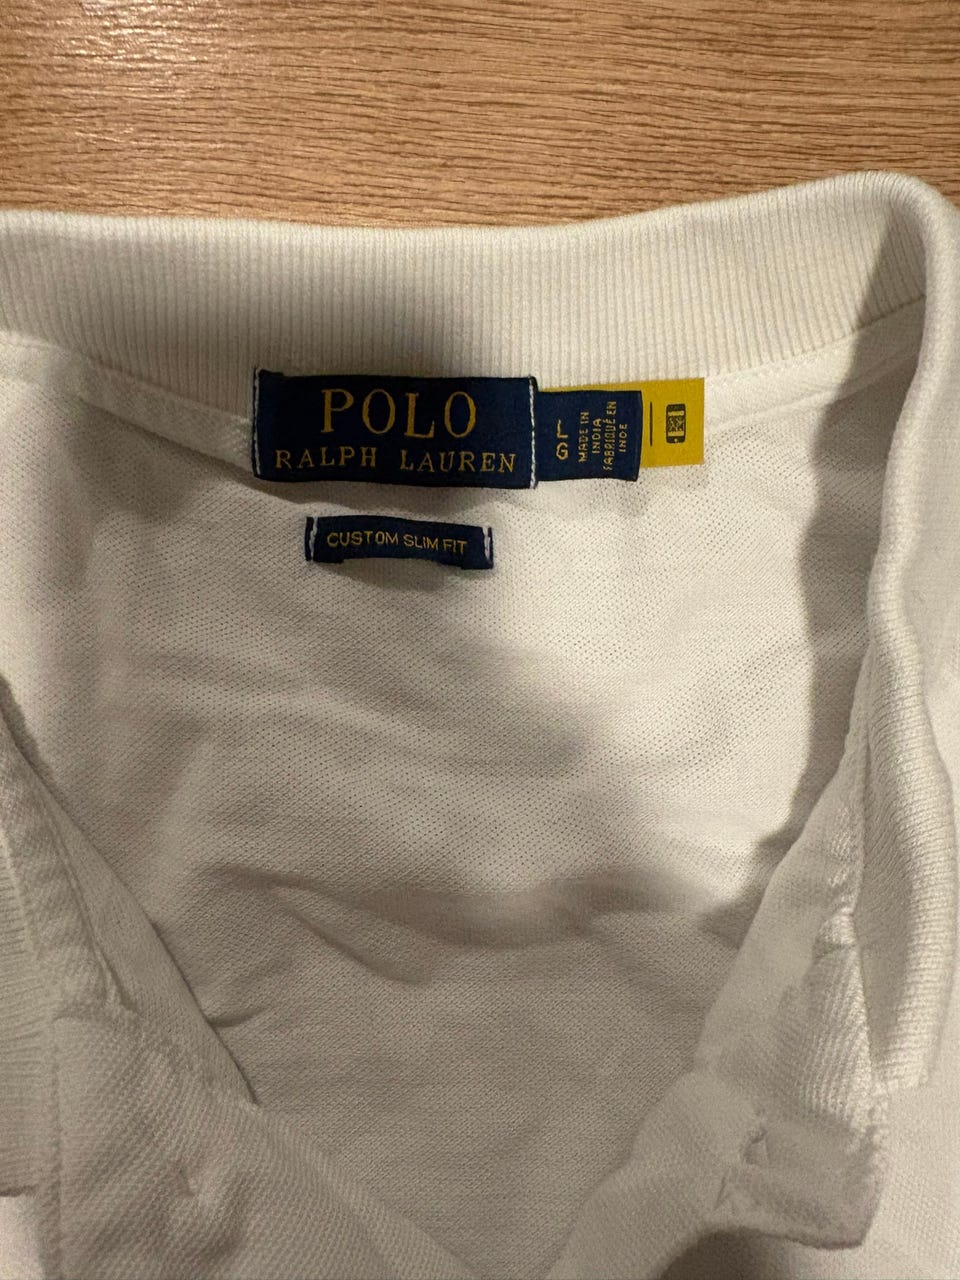 POLO
RALPH LAUREN
L
G
MADE IN
INDIA
FABRIQUÉ EN
INDE
CUSTOM SLIM FIT